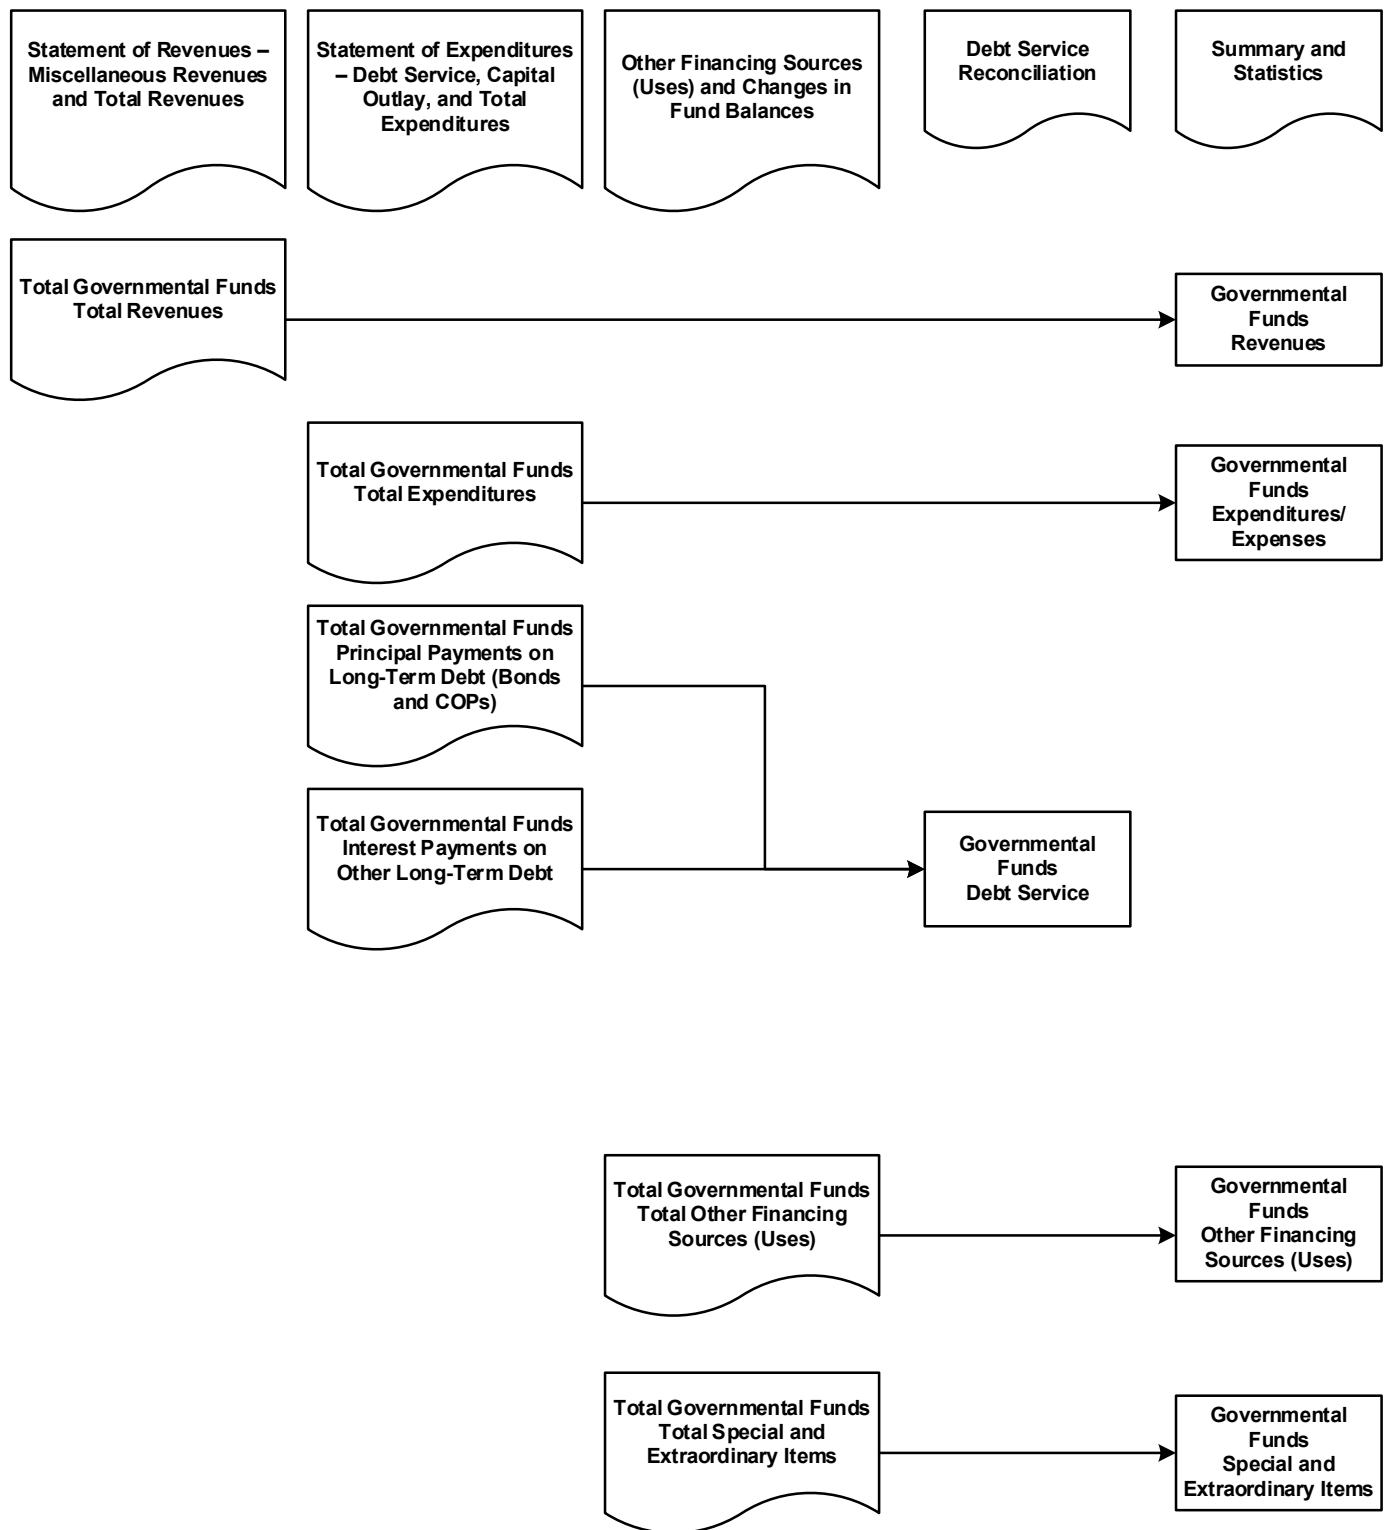 Statement of Revenues –
Miscellaneous Revenues
and Total Revenues
Statement of Expenditures
– Debt Service, Capital
Outlay, and Total
Expenditures
Other Financing Sources
(Uses) and Changes in
Fund Balances
Debt Service
Reconciliation
Summary and
Statistics
Total Governmental Funds
Total Revenues
Governmental
Funds
Revenues
Total Governmental Funds
Total Expenditures
Governmental
Funds
Expenditures/
Expenses
Total Governmental Funds
Principal Payments on
Long-Term Debt (Bonds
and COPs)
Total Governmental Funds
Interest Payments on
Other Long-Term Debt
Governmental
Funds
Debt Service
Total Governmental Funds
Total Other Financing
Sources (Uses)
Governmental
Funds
Other Financing
Sources (Uses)
Total Governmental Funds
Total Special and
Extraordinary Items
Governmental
Funds
Special and
Extraordinary Items